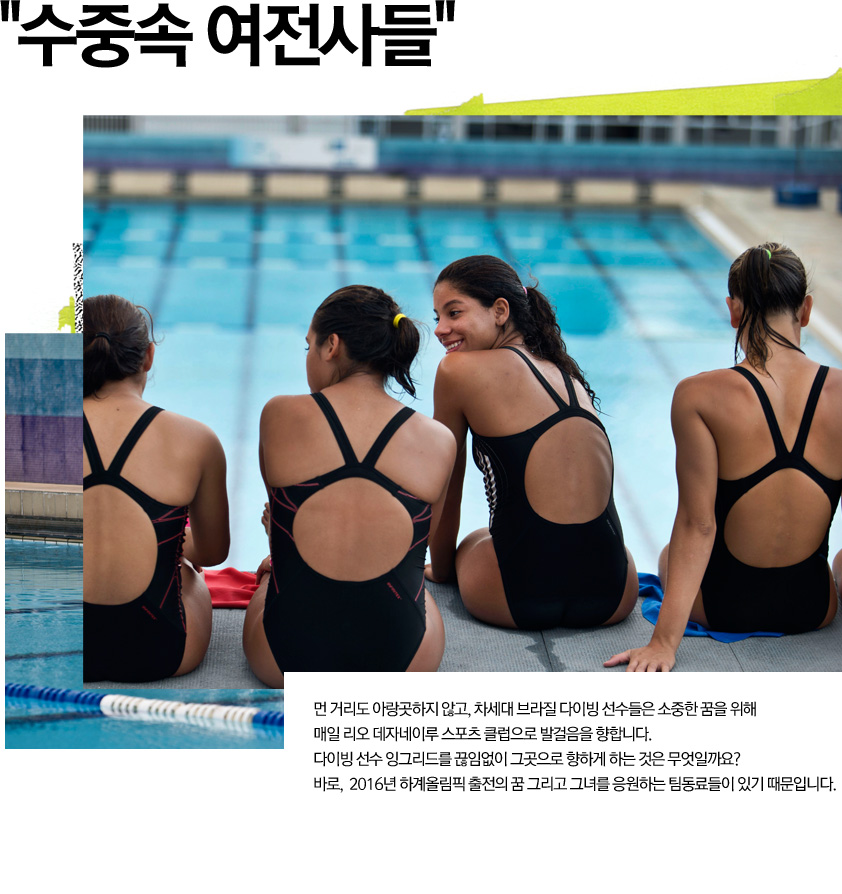 "수중속 여전사들"
먼 거리도 아랑곳하지 않고, 차세대 브라질 다이빙 선수들은 소중한 꿈을 위해
매일 리오 데자네이루 스포츠 클럽으로 발걸음을 향합니다.
다이빙 선수 잉그리드를 끊임없이 그곳으로 향하게 하는 것은 무엇일까요?
바로, 2016년 하계올림픽 출전의 꿈 그리고 그녀를 응원하는 팀동료들이 있기 때문입니다.